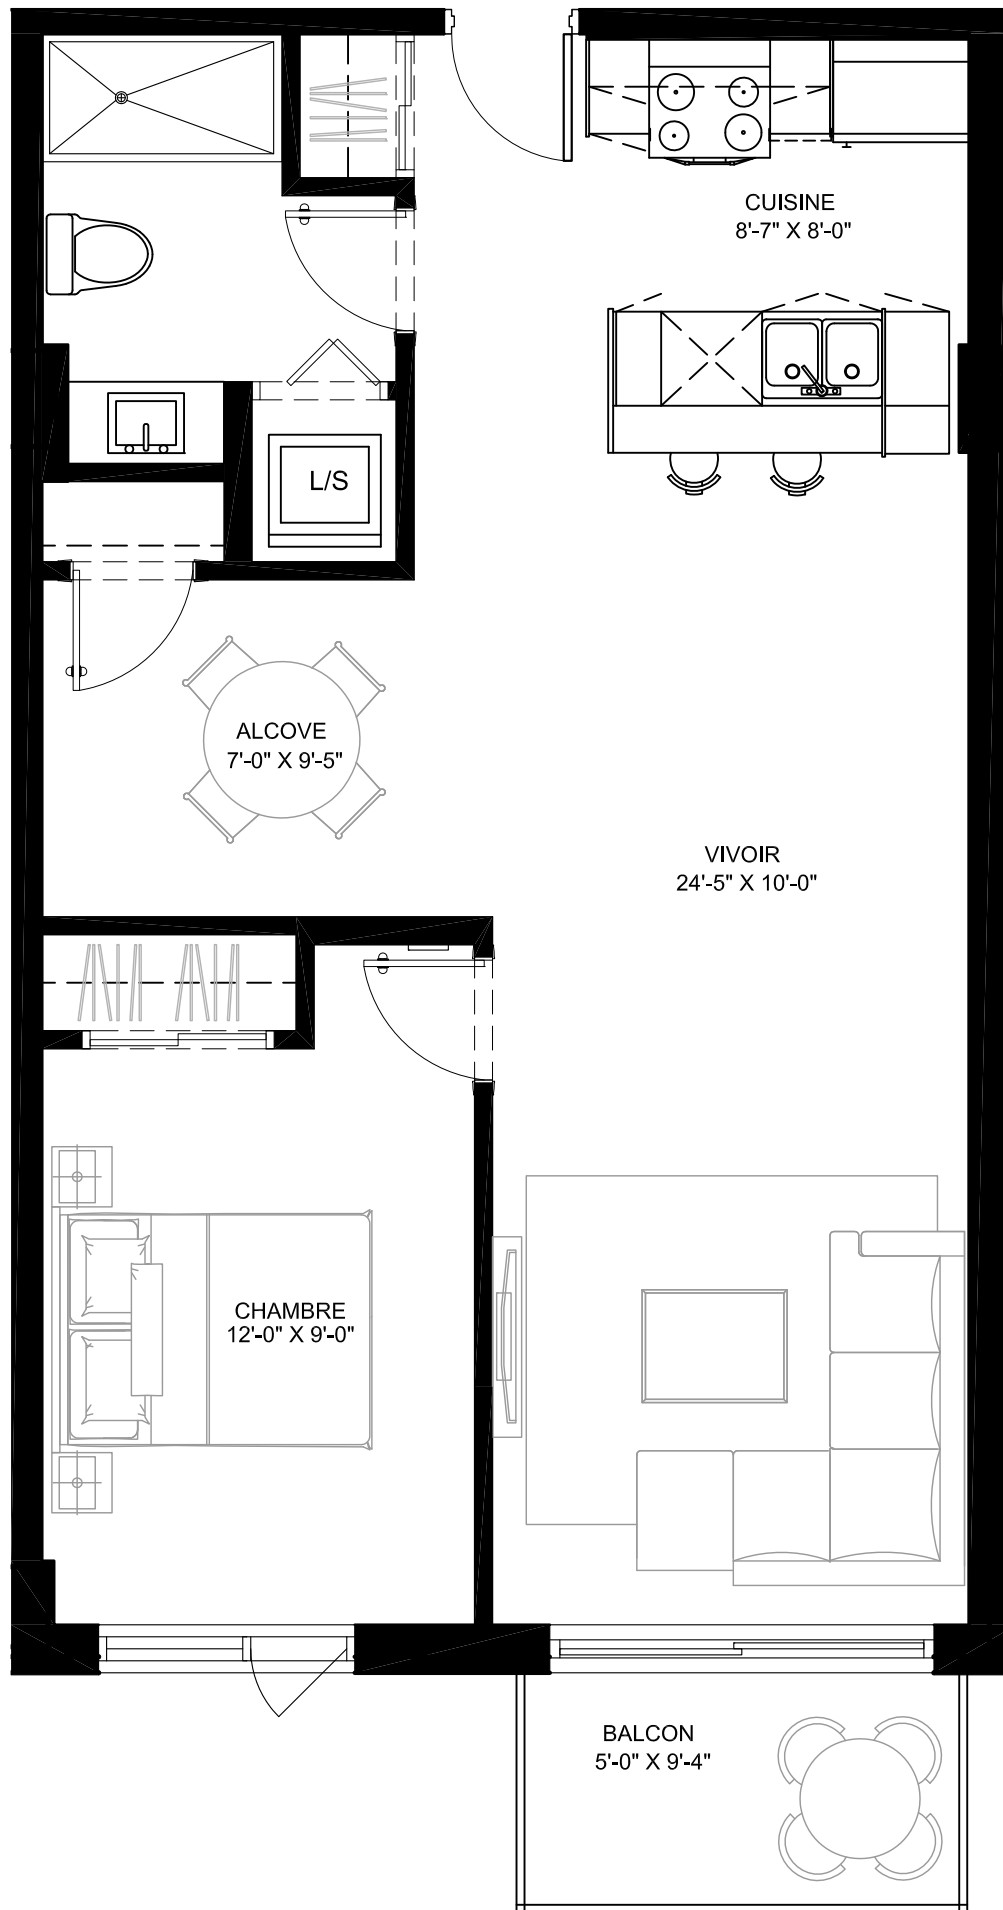 CUISINE
8'-7" X 8'-0"
L/S
ALCOVE
7'-0" X 9'-5"
VIVOIR
24'-5" X 10'-0"
CHAMBRE
12'-0" X 9'-0"
BALCON
5'-0" X 9'-4"